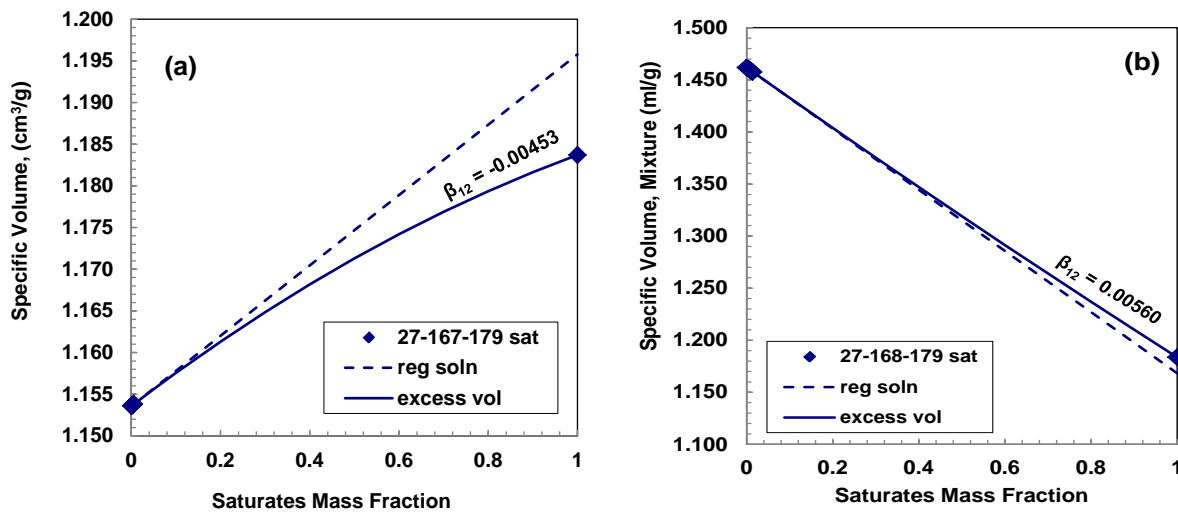 (a)
Specific Volume, (cm³/g)
1.200
1.195
1.190
1.185
1.180
1.175
1.170
1.165
1.160
1.155
1.150
β₁₂ = -0.00453
27-167-179 sat
reg soln
excess vol
0
0.2
0.4
0.6
0.8
1
Saturates Mass Fraction
(b)
Specific Volume, Mixture (ml/g)
1.500
1.450
1.400
1.350
1.300
1.250
1.200
1.150
1.100
β₁₂ = 0.00560
27-168-179 sat
reg soln
excess vol
0
0.2
0.4
0.6
0.8
1
Saturates Mass Fraction